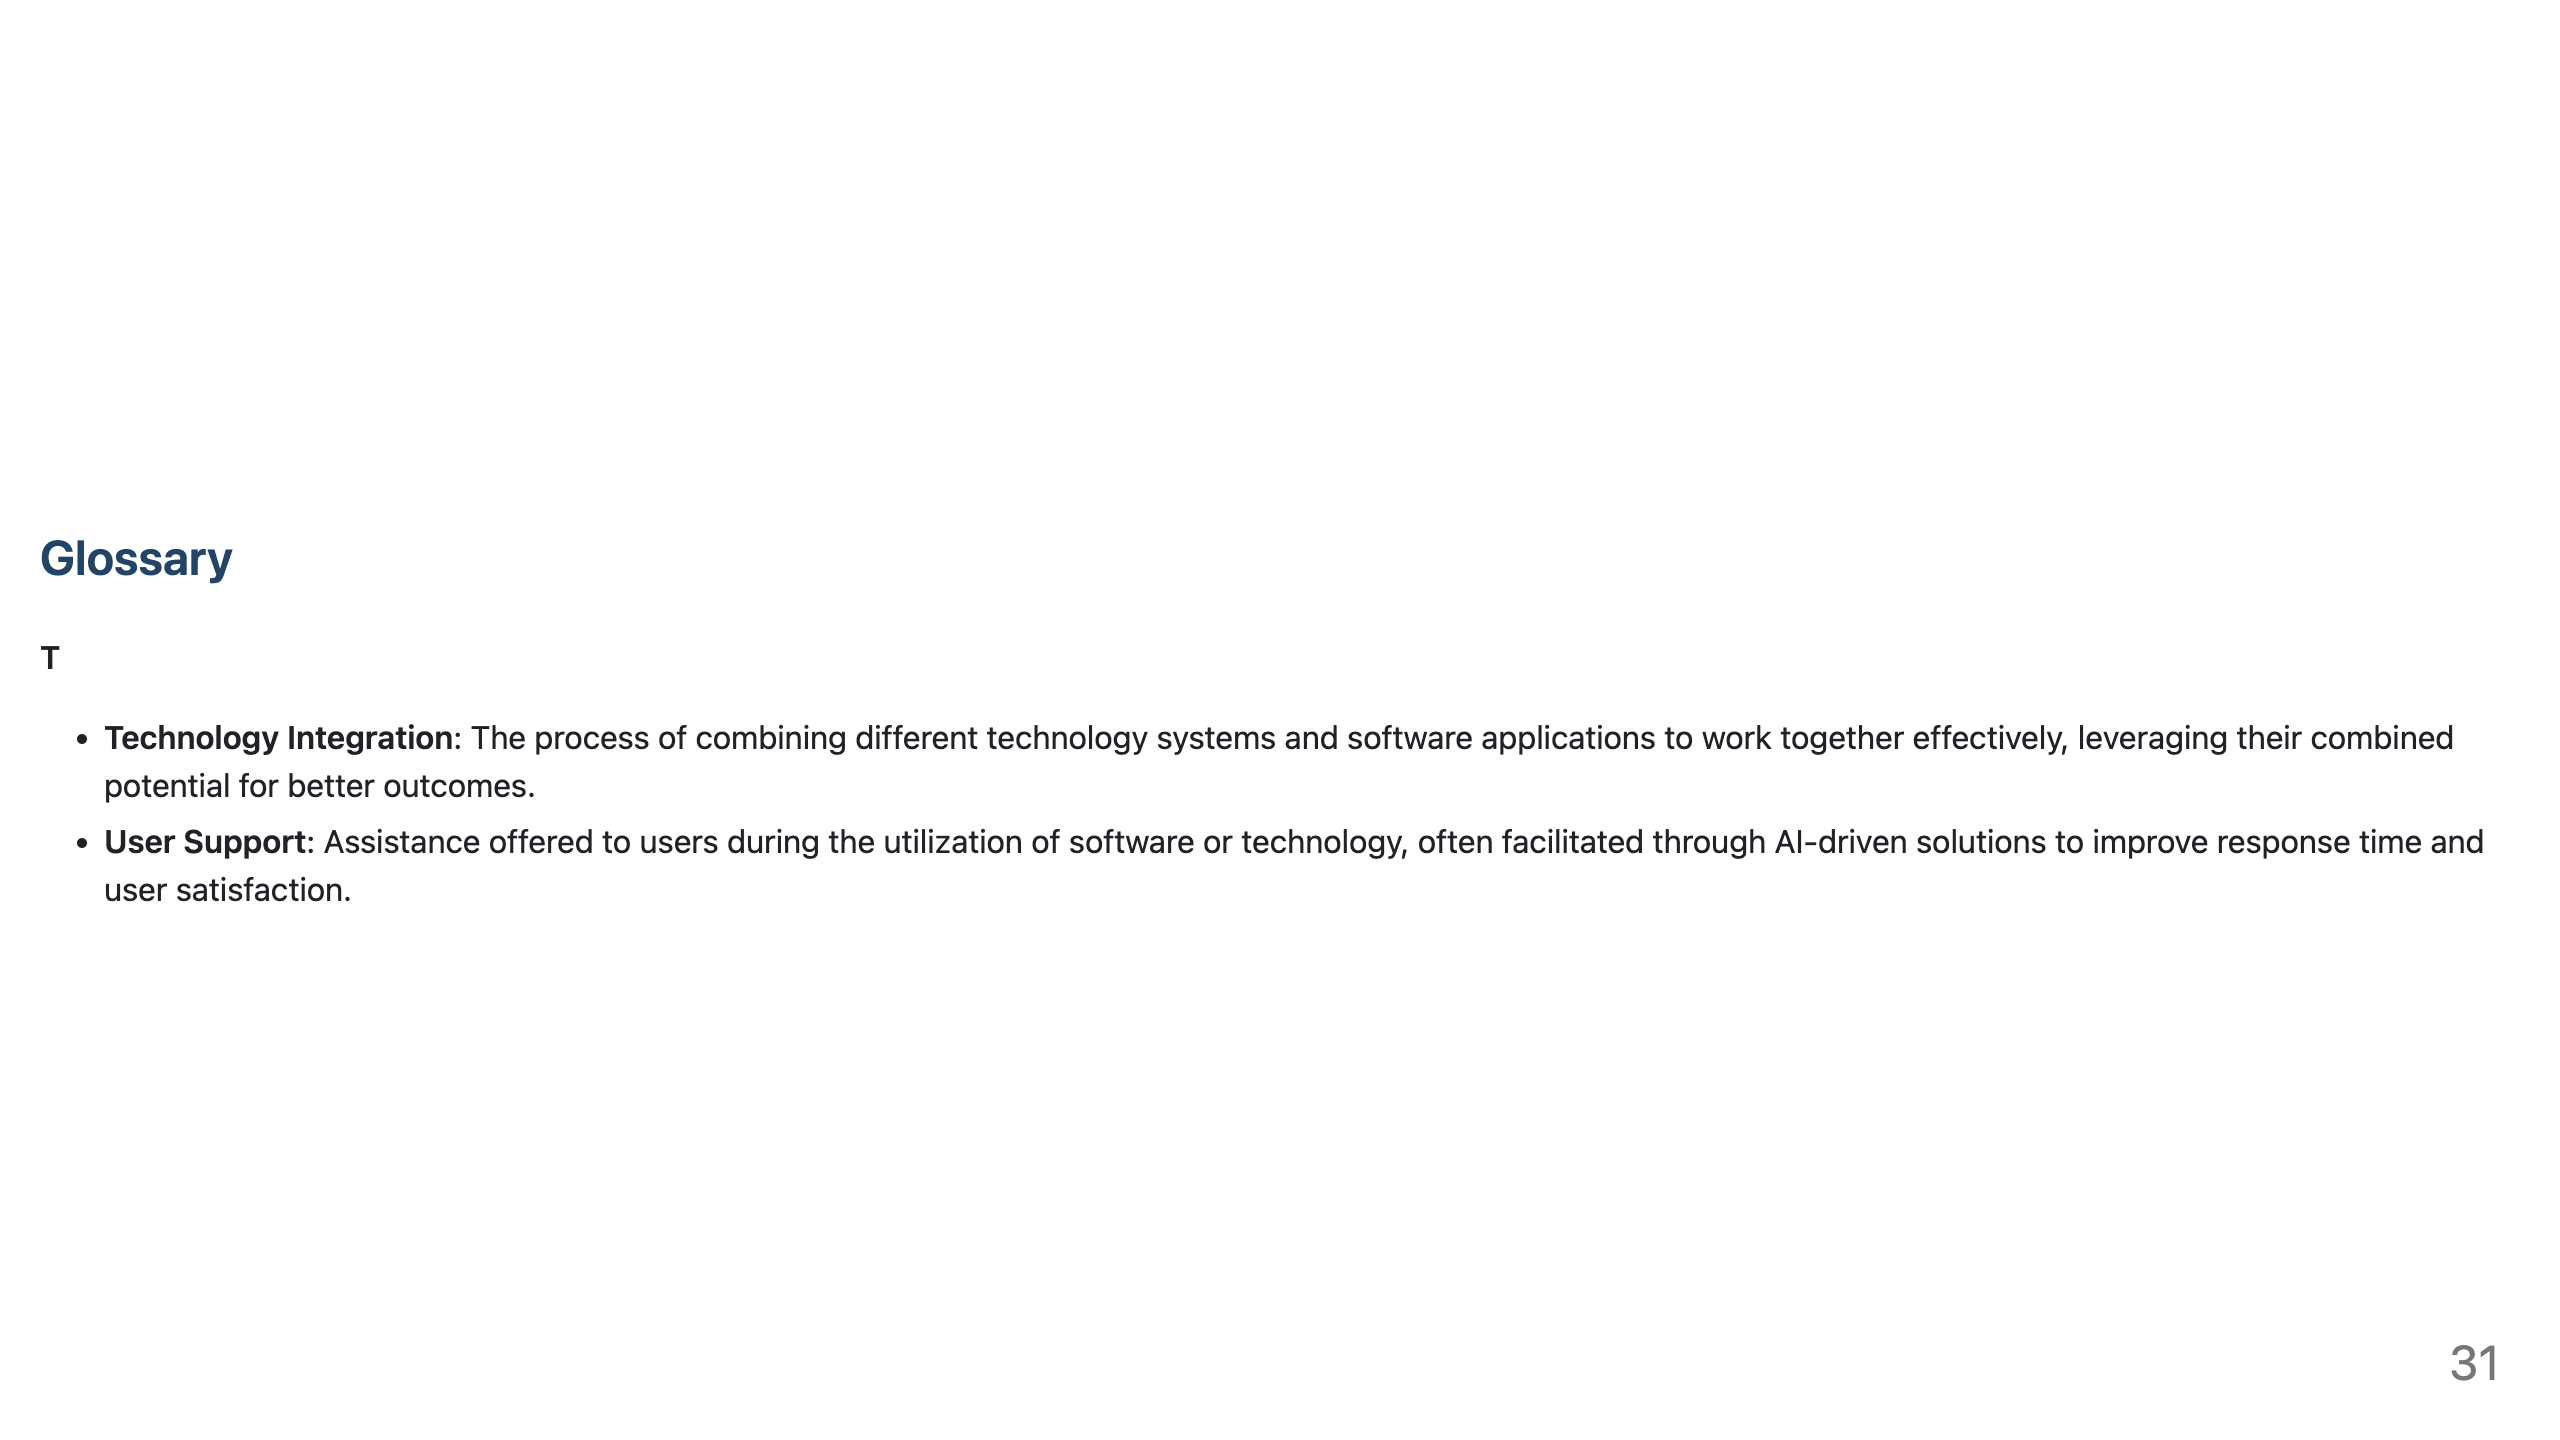 Glossary
T
• Technology Integration: The process of combining different technology systems and software applications to work together effectively, leveraging their combined
potential for better outcomes.
• User Support: Assistance offered to users during the utilization of software or technology, often facilitated through AI-driven solutions to improve response time and
user satisfaction.
31